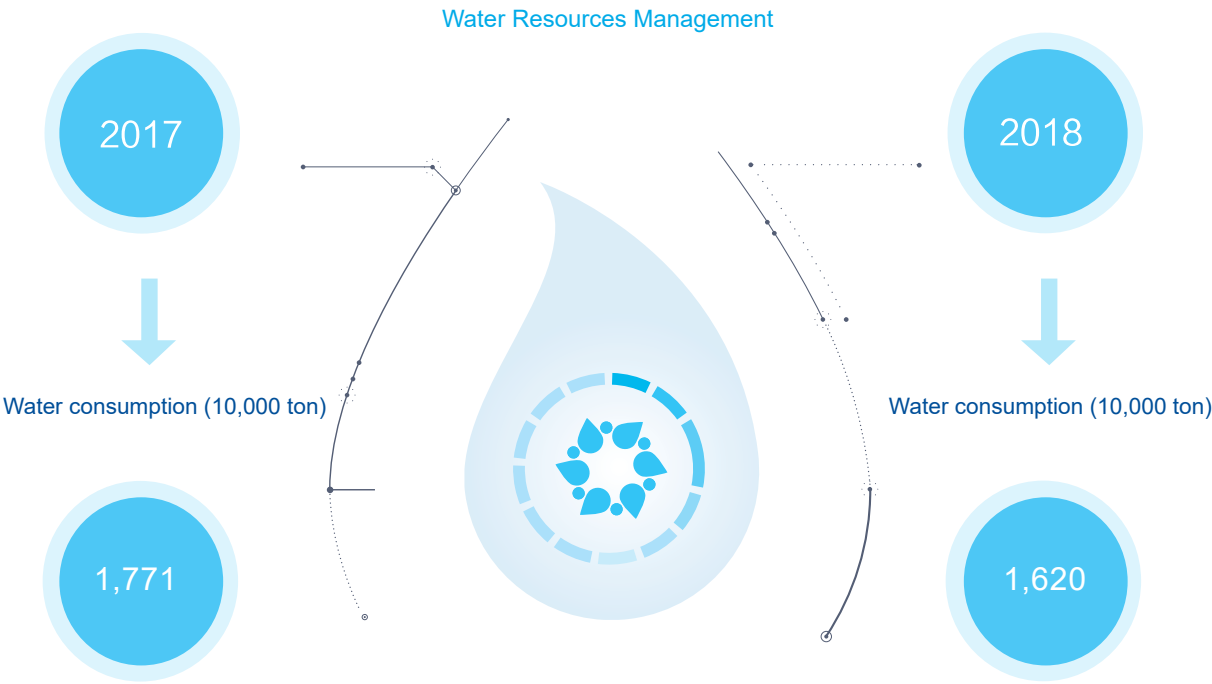 Water Resources Management
2017
2018
Water consumption (10,000 ton)
Water consumption (10,000 ton)
1,771
1,620